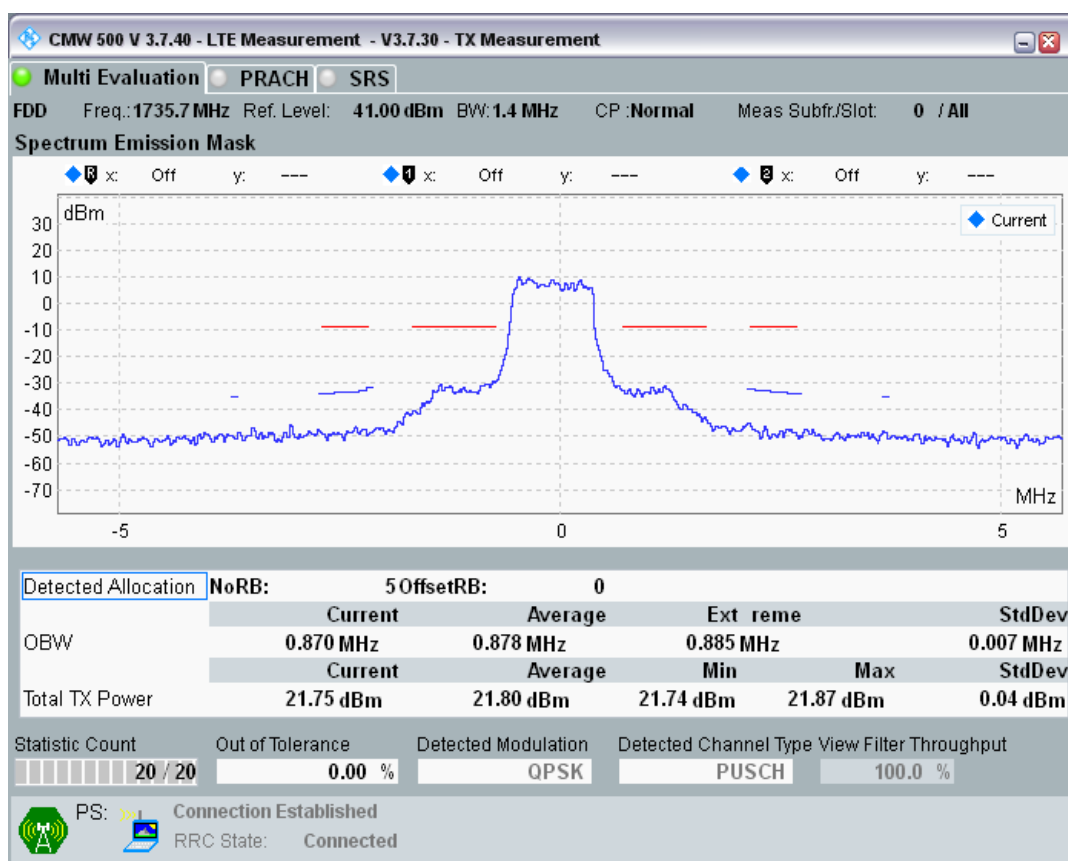 CMW 500 V 3.7.40 - LTE Measurement - V3.7.30 - TX Measurement
Multi Evaluation PRACH SRS
FDD Freq.: 1735.7 MHz Ref. Level: 41.00 dBm BW: 1.4 MHz CP : Normal Meas Subfr./Slot: 0 / All
Spectrum Emission Mask
R x: Off y: --- 1 x: Off y: --- 2 x: Off y: ---
dBm
Current
30
20
10
0
-10
-20
-30
-40
-50
-60
-70
MHz
-5 0 5
Detected Allocation NoRB: 5 OffsetRB: 0
Current Average Ext reme StdDev
OBW 0.870 MHz 0.878 MHz 0.885 MHz 0.007 MHz
Current Average Min Max StdDev
Total TX Power 21.75 dBm 21.80 dBm 21.74 dBm 21.87 dBm 0.04 dBm
Statistic Count Out of Tolerance Detected Modulation Detected Channel Type View Filter Throughput
20 / 20 0.00 % QPSK PUSCH 100.0 %
PS: Connection Established
RRC State: Connected